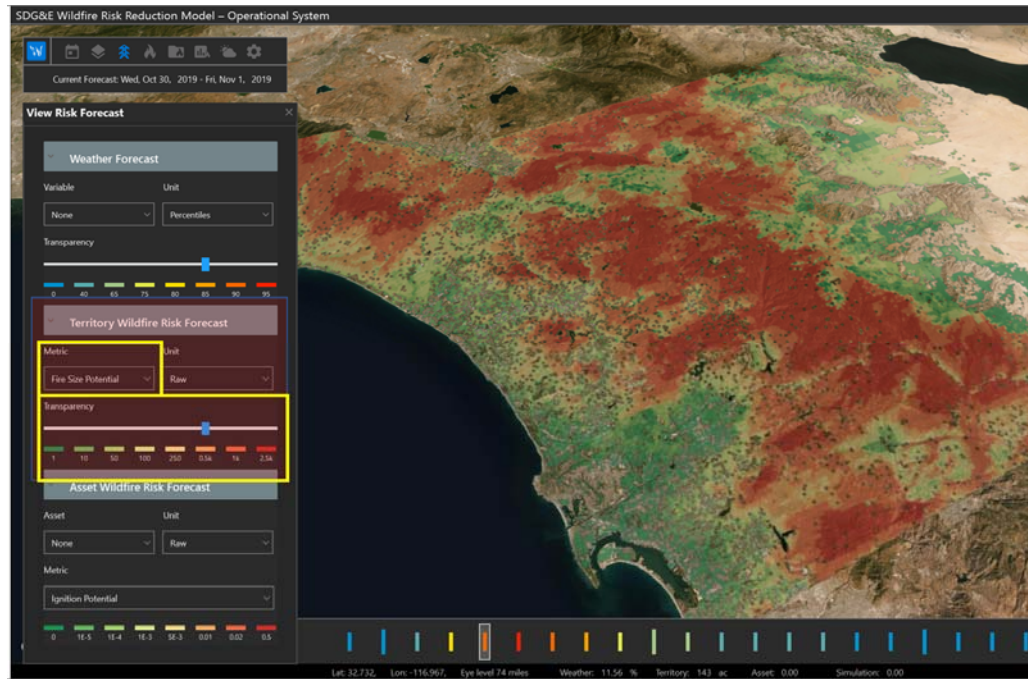 SDG&E Wildfire Risk Reduction Model – Operational System
Current Forecast: Wed, Oct 30, 2019 - Fri, Nov 1, 2019
View Risk Forecast
Weather Forecast
Variable Unit
None Percentiles
Transparency
0 40 65 75 80 85 90 95
Territory Wildfire Risk Forecast
Metric Unit
Fire Size Potential Raw
Transparency
1 10 50 100 250 0.5k 1k 2.5k
Asset Wildfire Risk Forecast
Asset Unit
None Raw
Metric
Ignition Potential
0 1E-5 1E-4 1E-3 5E-3 0.01 0.02 0.5
Lat: 32.732, Lon: -116.967, Eye level 74 miles Weather: 11.56 % Territory: 143 ac Asset: 0.00 Simulation: 0.00